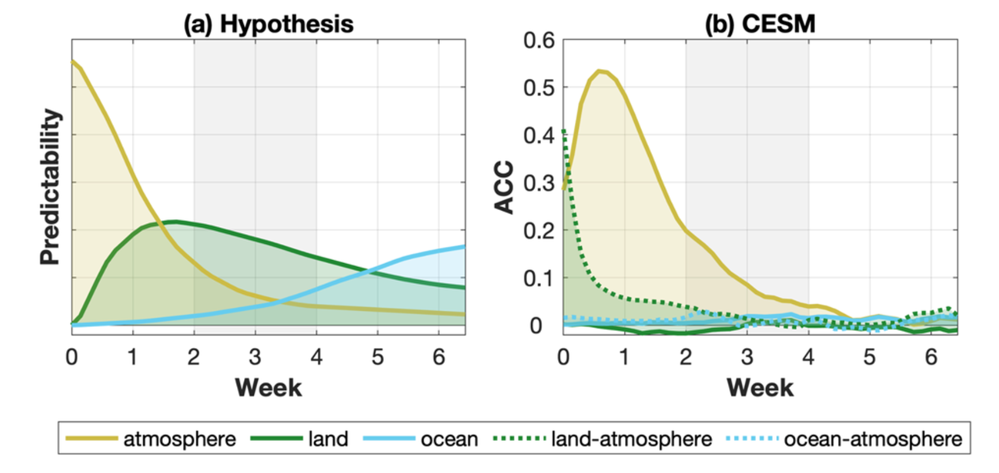 (a) Hypothesis
Predictability
0 1 2 3 4 5 6
Week
(b) CESM
ACC
0.6
0.5
0.4
0.3
0.2
0.1
0
0 1 2 3 4 5 6
Week
atmosphere land ocean land-atmosphere ocean-atmosphere